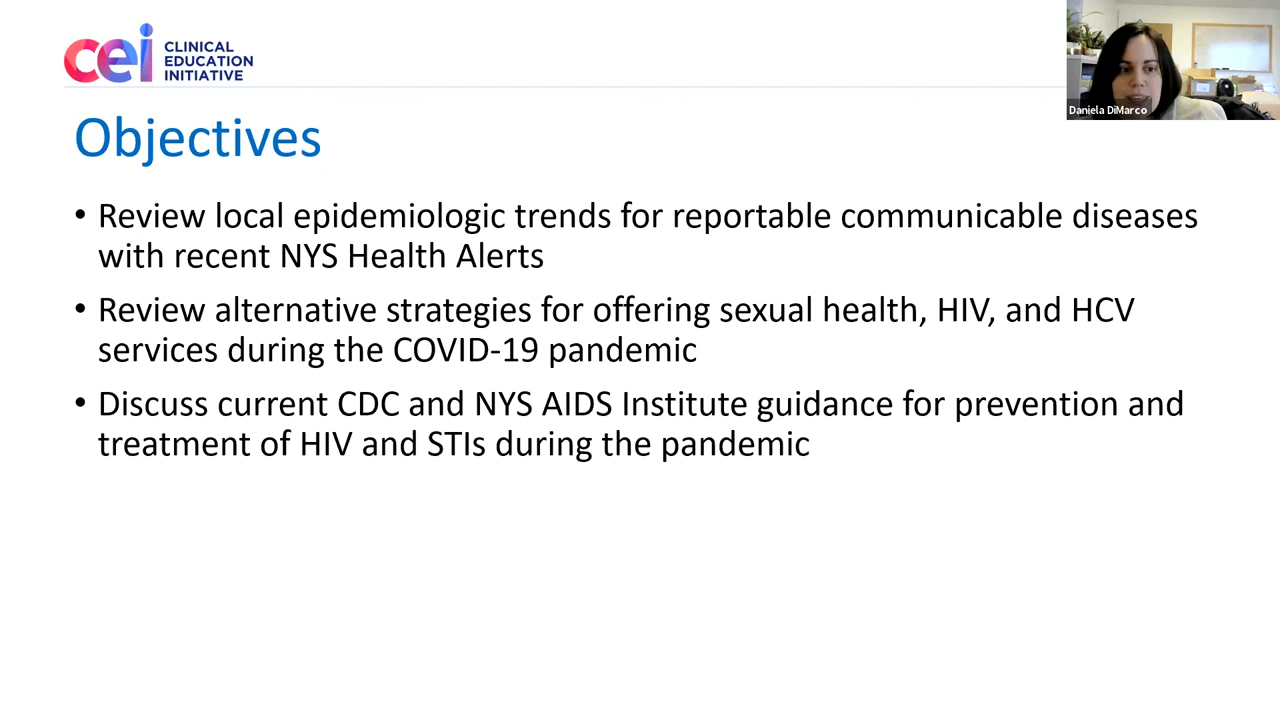 cei CLINICAL
EDUCATION
INITIATIVE
Daniela DiMarco
Objectives
• Review local epidemiologic trends for reportable communicable diseases
with recent NYS Health Alerts
• Review alternative strategies for offering sexual health, HIV, and HCV
services during the COVID-19 pandemic
• Discuss current CDC and NYS AIDS Institute guidance for prevention and
treatment of HIV and STIs during the pandemic